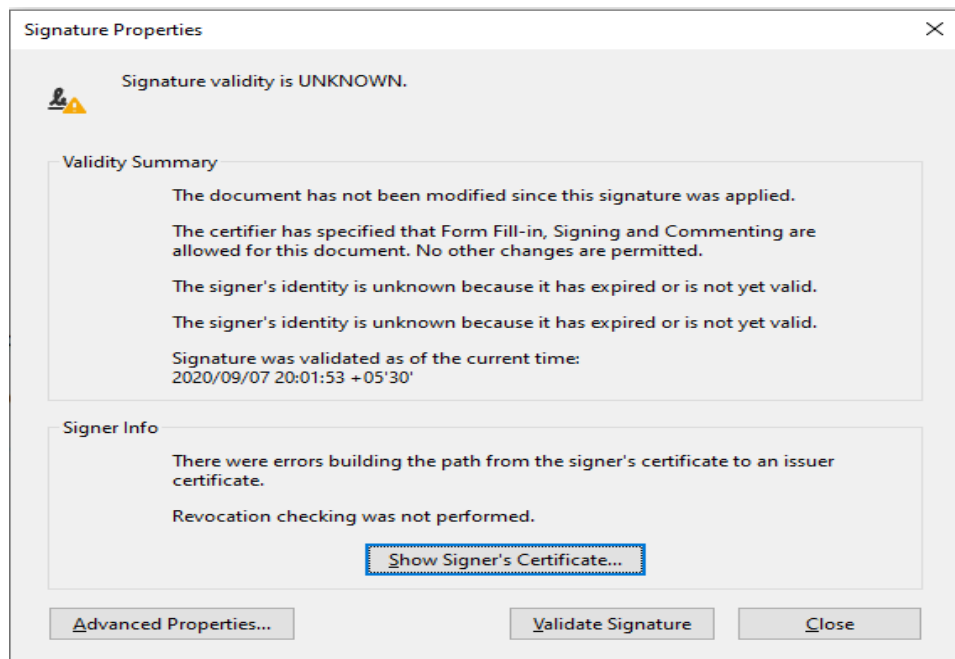 Signature Properties
Signature validity is UNKNOWN.
Validity Summary
The document has not been modified since this signature was applied.
The certifier has specified that Form Fill-in, Signing and Commenting are
allowed for this document. No other changes are permitted.
The signer's identity is unknown because it has expired or is not yet valid.
The signer's identity is unknown because it has expired or is not yet valid.
Signature was validated as of the current time:
2020/09/07 20:01:53 +05'30'
Signer Info
There were errors building the path from the signer's certificate to an issuer
certificate.
Revocation checking was not performed.
Show Signer's Certificate...
Advanced Properties...
Validate Signature
Close